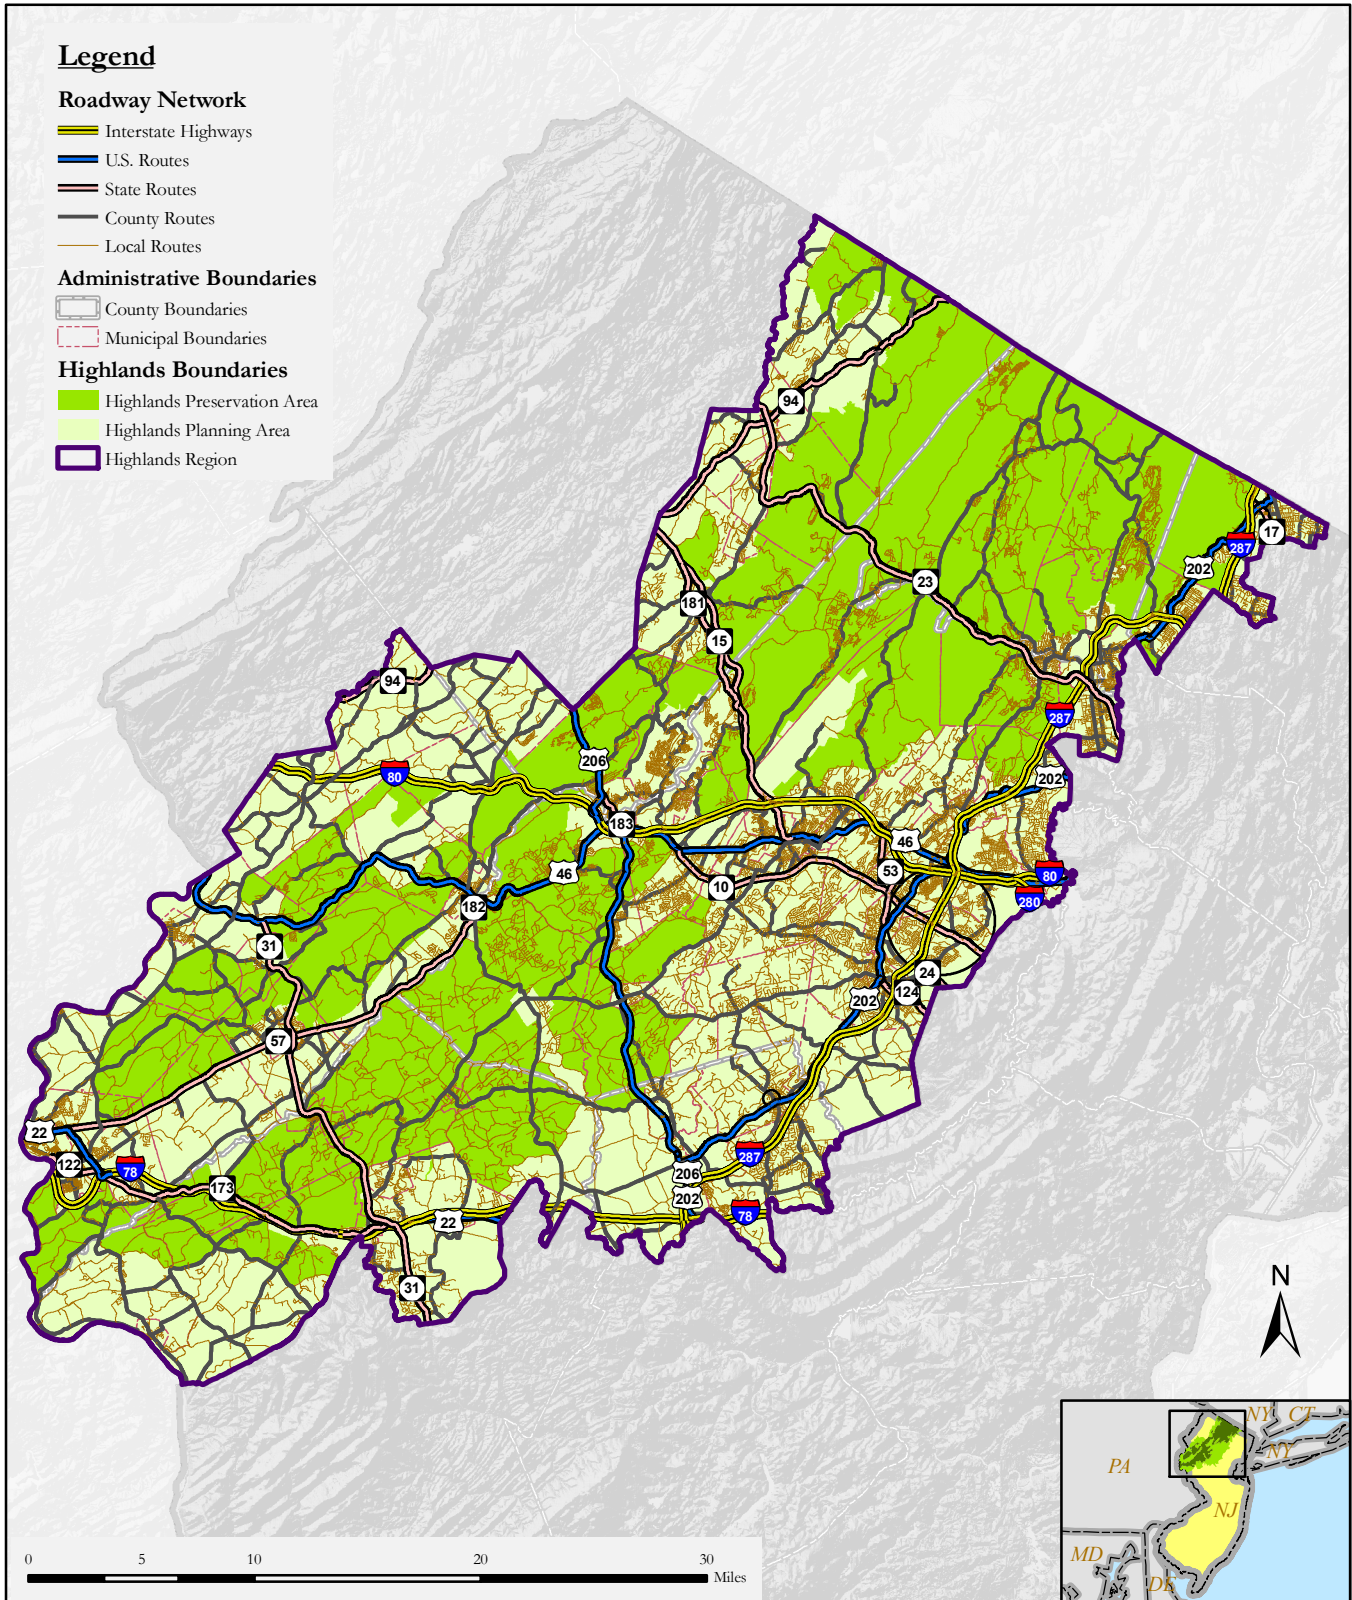 Legend
Roadway Network
Interstate Highways
U.S. Routes
State Routes
County Routes
Local Routes
Administrative Boundaries
County Boundaries
Municipal Boundaries
Highlands Boundaries
Highlands Preservation Area
Highlands Planning Area
Highlands Region
94
17
287
202
23
181
15
94
287
206
80
202
183
46
53
46
80
10
280
182
31
24
124
202
57
22
287
122
78
206
173
202
78
22
31
N
NY
CT
NY
PA
NJ
MD
DE
0
5
10
20
30
Miles